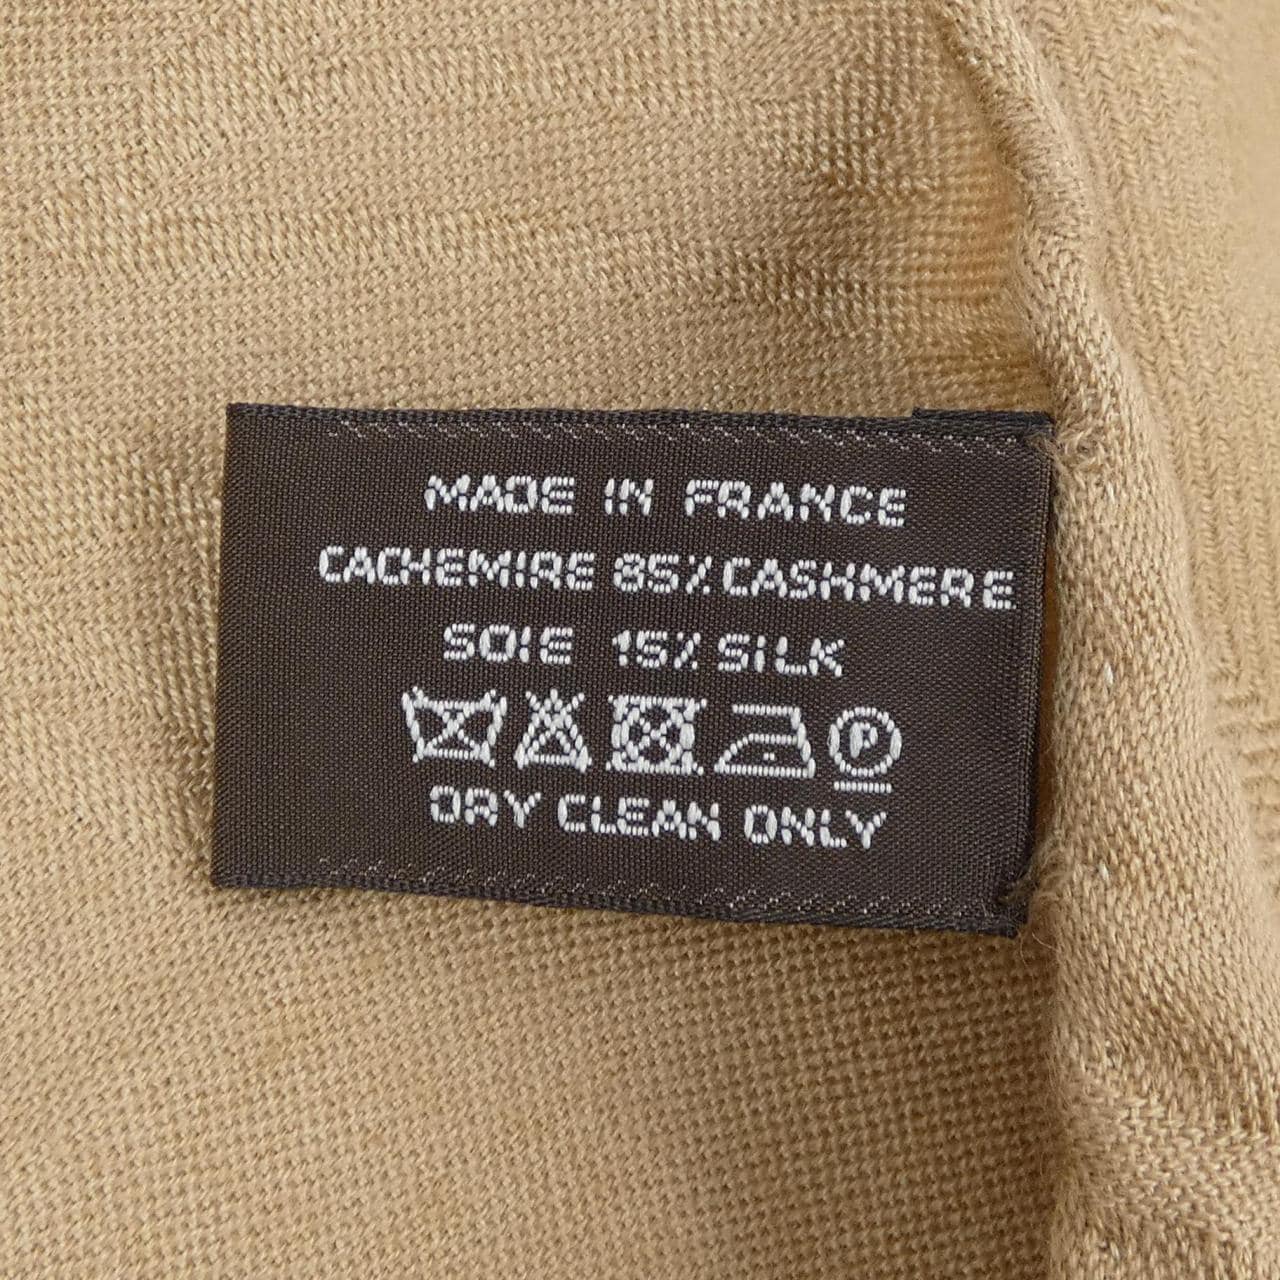 MADE IN FRANCE
CACHEMIRE 85% CASHMERE
SOIE 15% SILK
P
DRY CLEAN ONLY